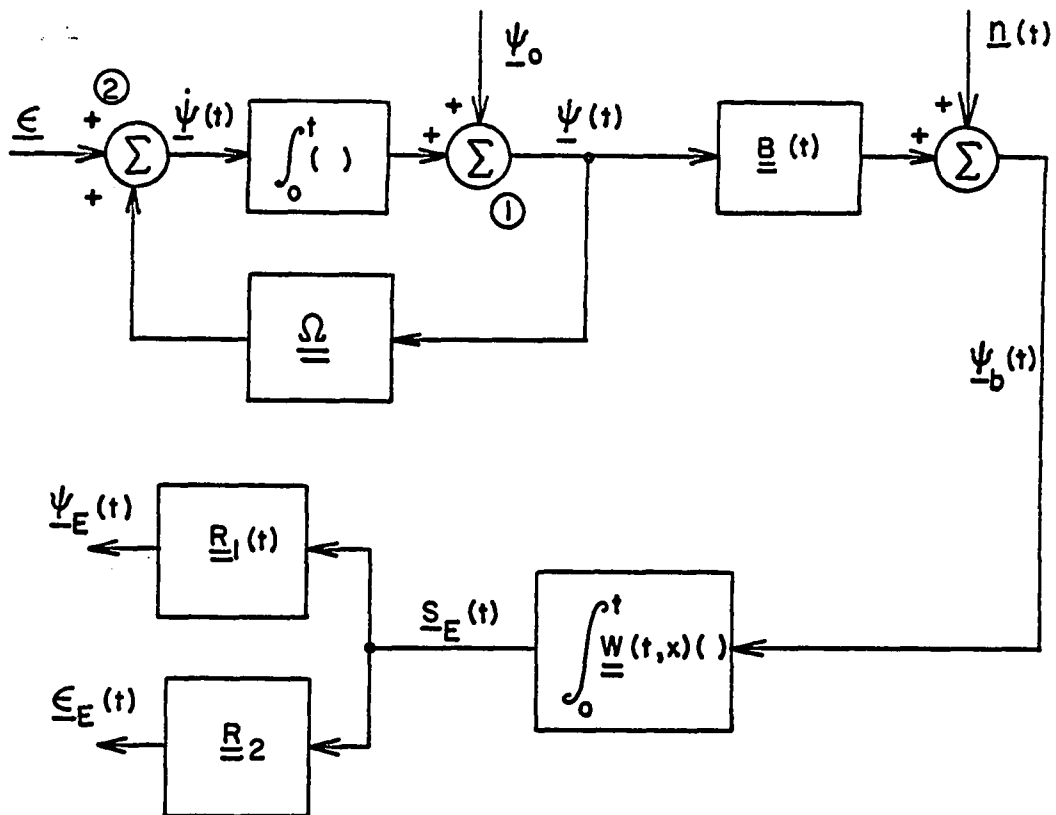 ψ₀
n(t)
②
ε
+
+
Σ
ψ̇(t)
∫₀ᵗ ( )
+
+
Σ
①
ψ(t)
B(t)
+
+
Σ
Ω
ψ_b(t)
ψ_E(t)
R₁(t)
S_E(t)
∫₀ᵗ W(t,x)( )
ε_E(t)
R2